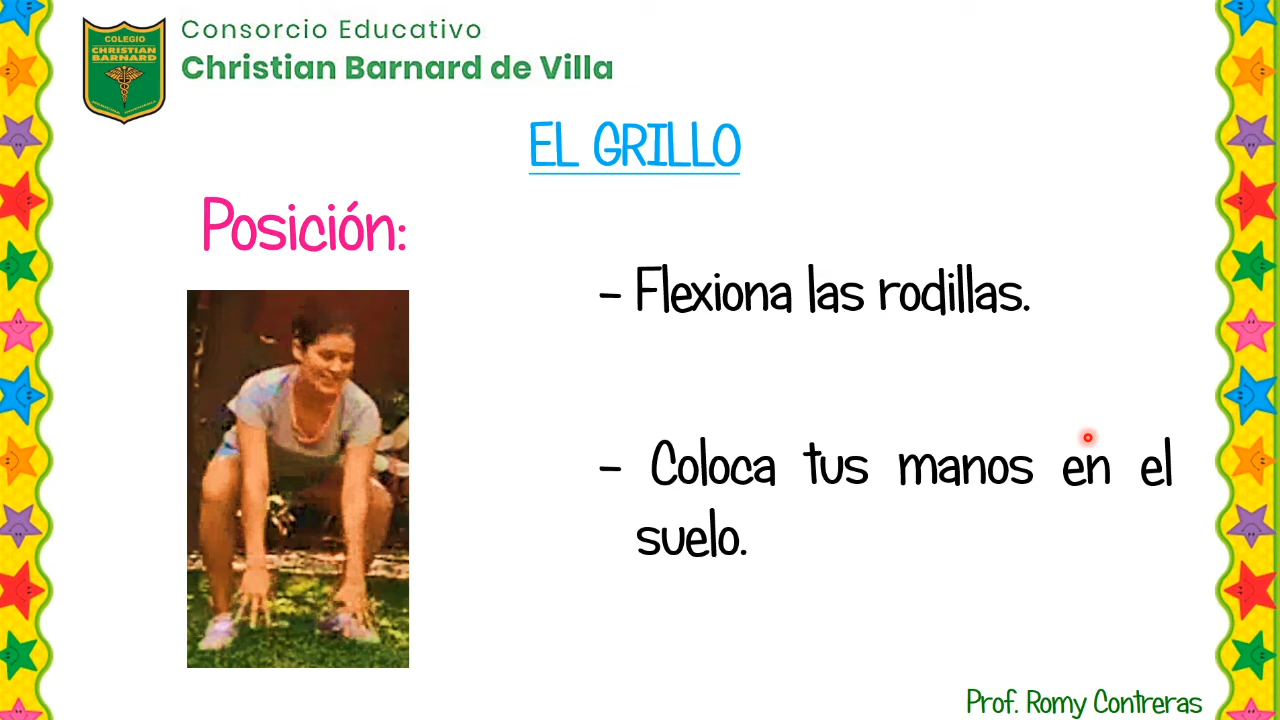 COLEGIO
CHRISTIAN
BARNARD
Consorcio Educativo
Christian Barnard de Villa
EL GRILLO
Posición:
- Flexiona las rodillas.
- Coloca tus manos en el
suelo.
Prof. Romy Contreras